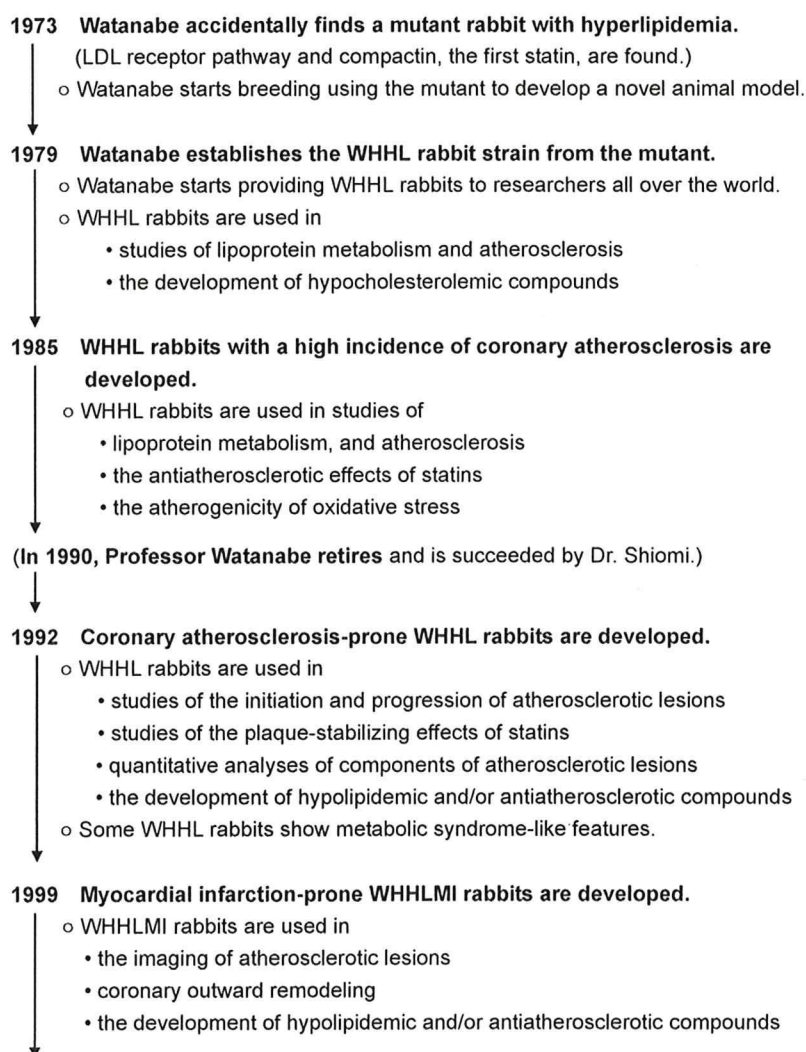 1973 Watanabe accidentally finds a mutant rabbit with hyperlipidemia.
(LDL receptor pathway and compactin, the first statin, are found.)
o Watanabe starts breeding using the mutant to develop a novel animal model.
1979 Watanabe establishes the WHHL rabbit strain from the mutant.
o Watanabe starts providing WHHL rabbits to researchers all over the world.
o WHHL rabbits are used in
• studies of lipoprotein metabolism and atherosclerosis
• the development of hypocholesterolemic compounds
1985 WHHL rabbits with a high incidence of coronary atherosclerosis are
developed.
o WHHL rabbits are used in studies of
• lipoprotein metabolism, and atherosclerosis
• the antiatherosclerotic effects of statins
• the atherogenicity of oxidative stress
(In 1990, Professor Watanabe retires and is succeeded by Dr. Shiomi.)
1992 Coronary atherosclerosis-prone WHHL rabbits are developed.
o WHHL rabbits are used in
• studies of the initiation and progression of atherosclerotic lesions
• studies of the plaque-stabilizing effects of statins
• quantitative analyses of components of atherosclerotic lesions
• the development of hypolipidemic and/or antiatherosclerotic compounds
o Some WHHL rabbits show metabolic syndrome-like features.
1999 Myocardial infarction-prone WHHLMI rabbits are developed.
o WHHLMI rabbits are used in
• the imaging of atherosclerotic lesions
• coronary outward remodeling
• the development of hypolipidemic and/or antiatherosclerotic compounds